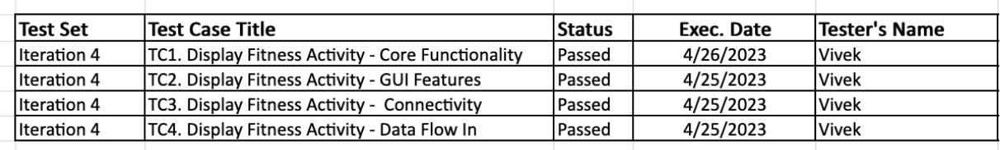 Test Set Test Case Title Status Exec. Date Tester's Name
Iteration 4 TC1. Display Fitness Activity - Core Functionality Passed 4/26/2023 Vivek
Iteration 4 TC2. Display Fitness Activity - GUI Features Passed 4/25/2023 Vivek
Iteration 4 TC3. Display Fitness Activity -  Connectivity Passed 4/25/2023 Vivek
Iteration 4 TC4. Display Fitness Activity - Data Flow In Passed 4/25/2023 Vivek